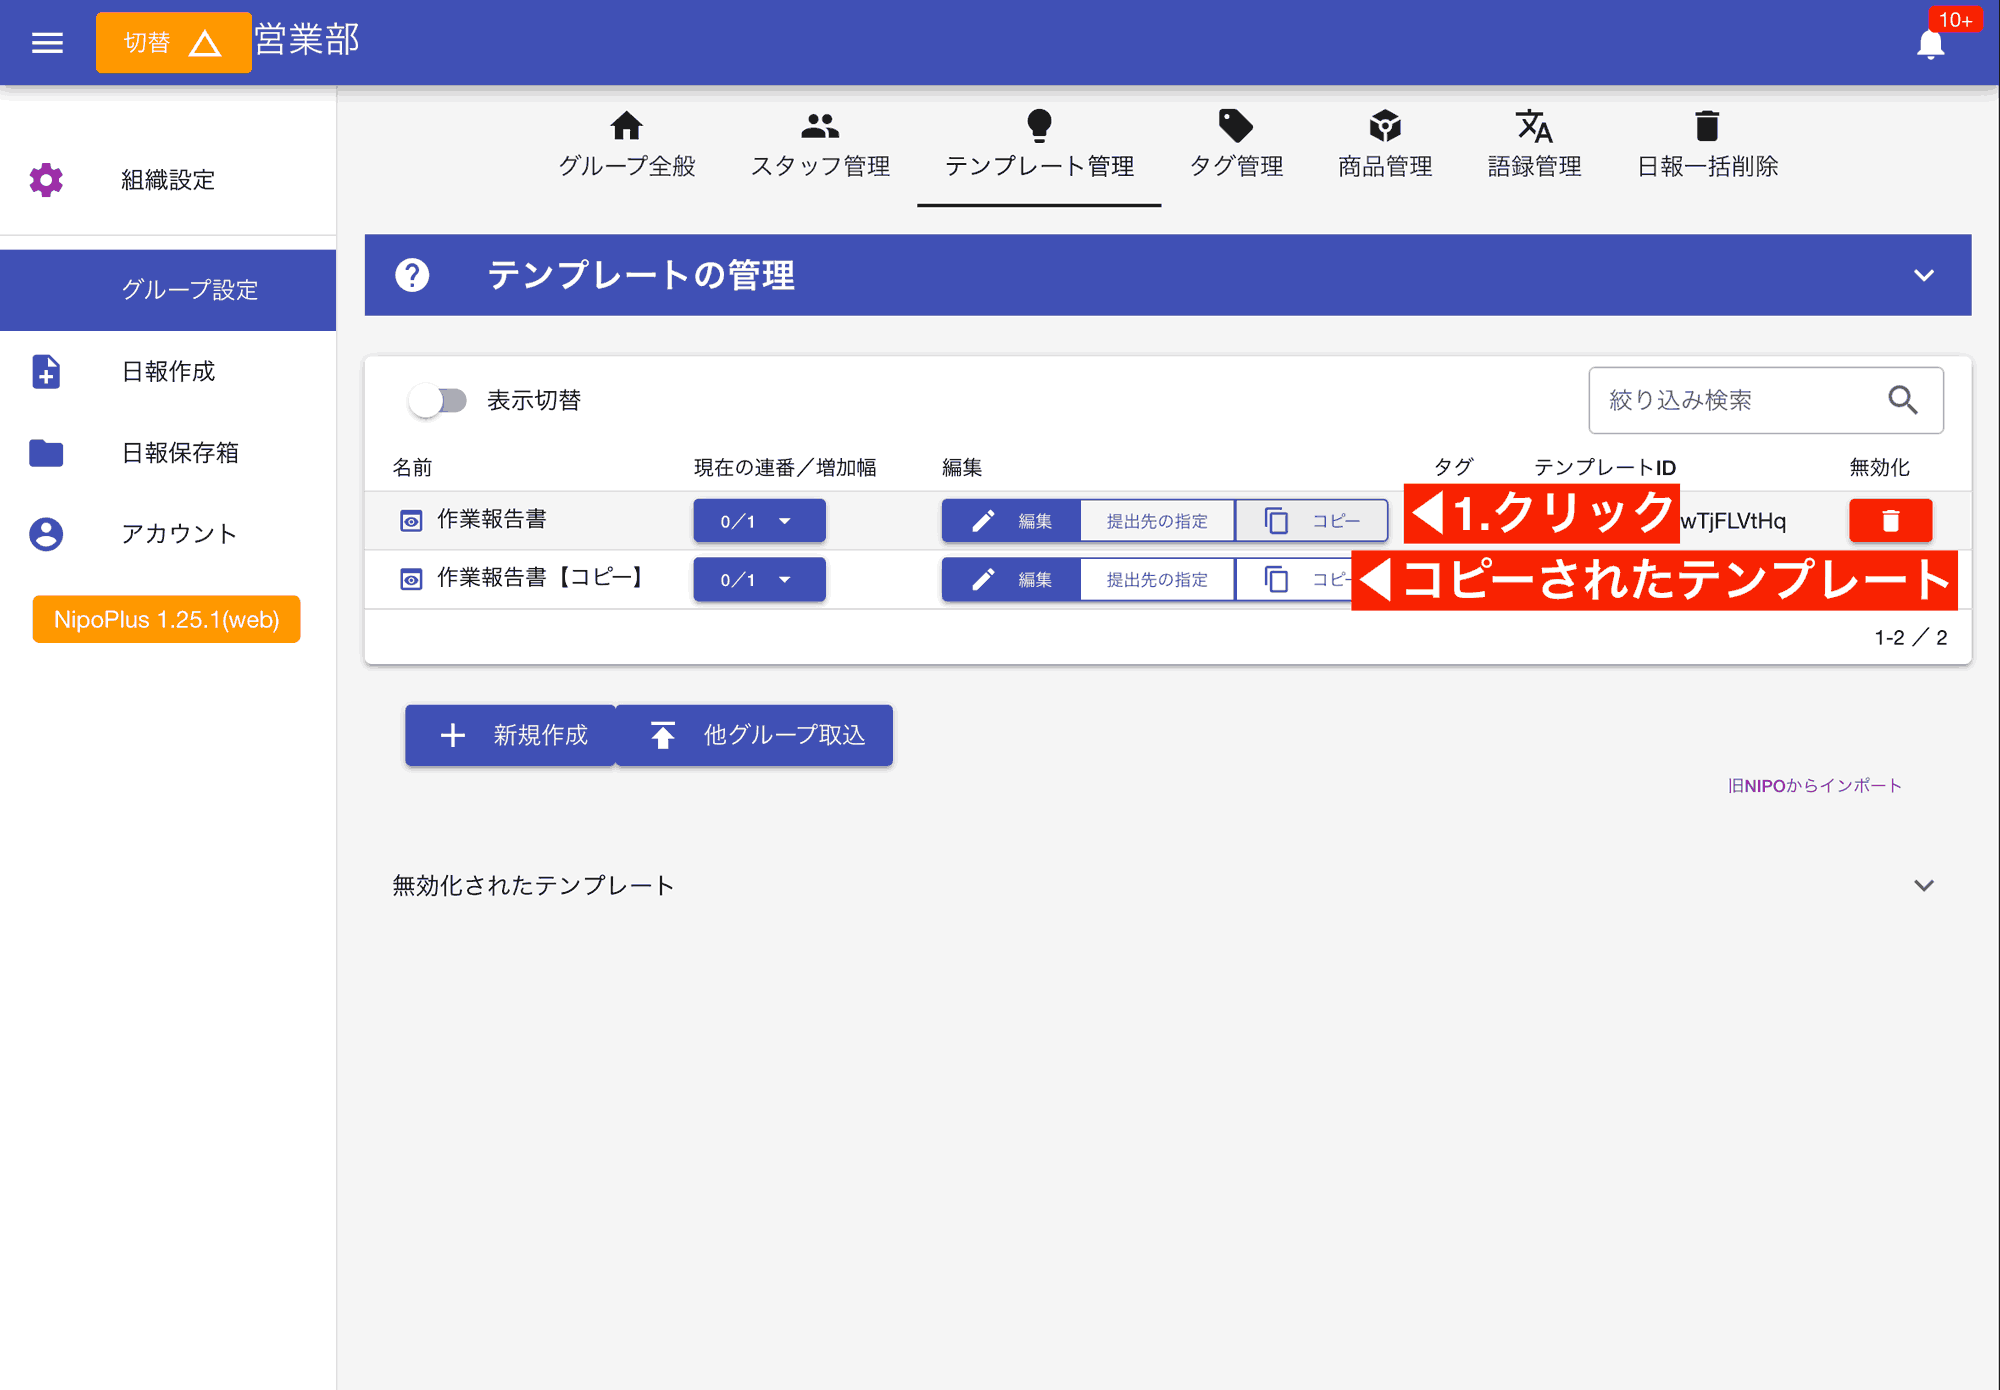 切替 営業部 10+
組織設定
グループ設定
日報作成
日報保存箱
アカウント
NipoPlus 1.25.1(web)
グループ全般 スタッフ管理 テンプレート管理 タグ管理 商品管理 語録管理 日報一括削除
テンプレートの管理
表示切替 絞り込み検索
名前 現在の連番／増加幅 編集 タグ テンプレートID 無効化
作業報告書 0／1 編集 提出先の指定 コピー ◀1.クリック wTjFLVtHq
作業報告書【コピー】 0／1 編集 提出先の指定 コピー ◀コピーされたテンプレート
1-2 ／ 2
新規作成 他グループ取込
旧NIPOからインポート
無効化されたテンプレート